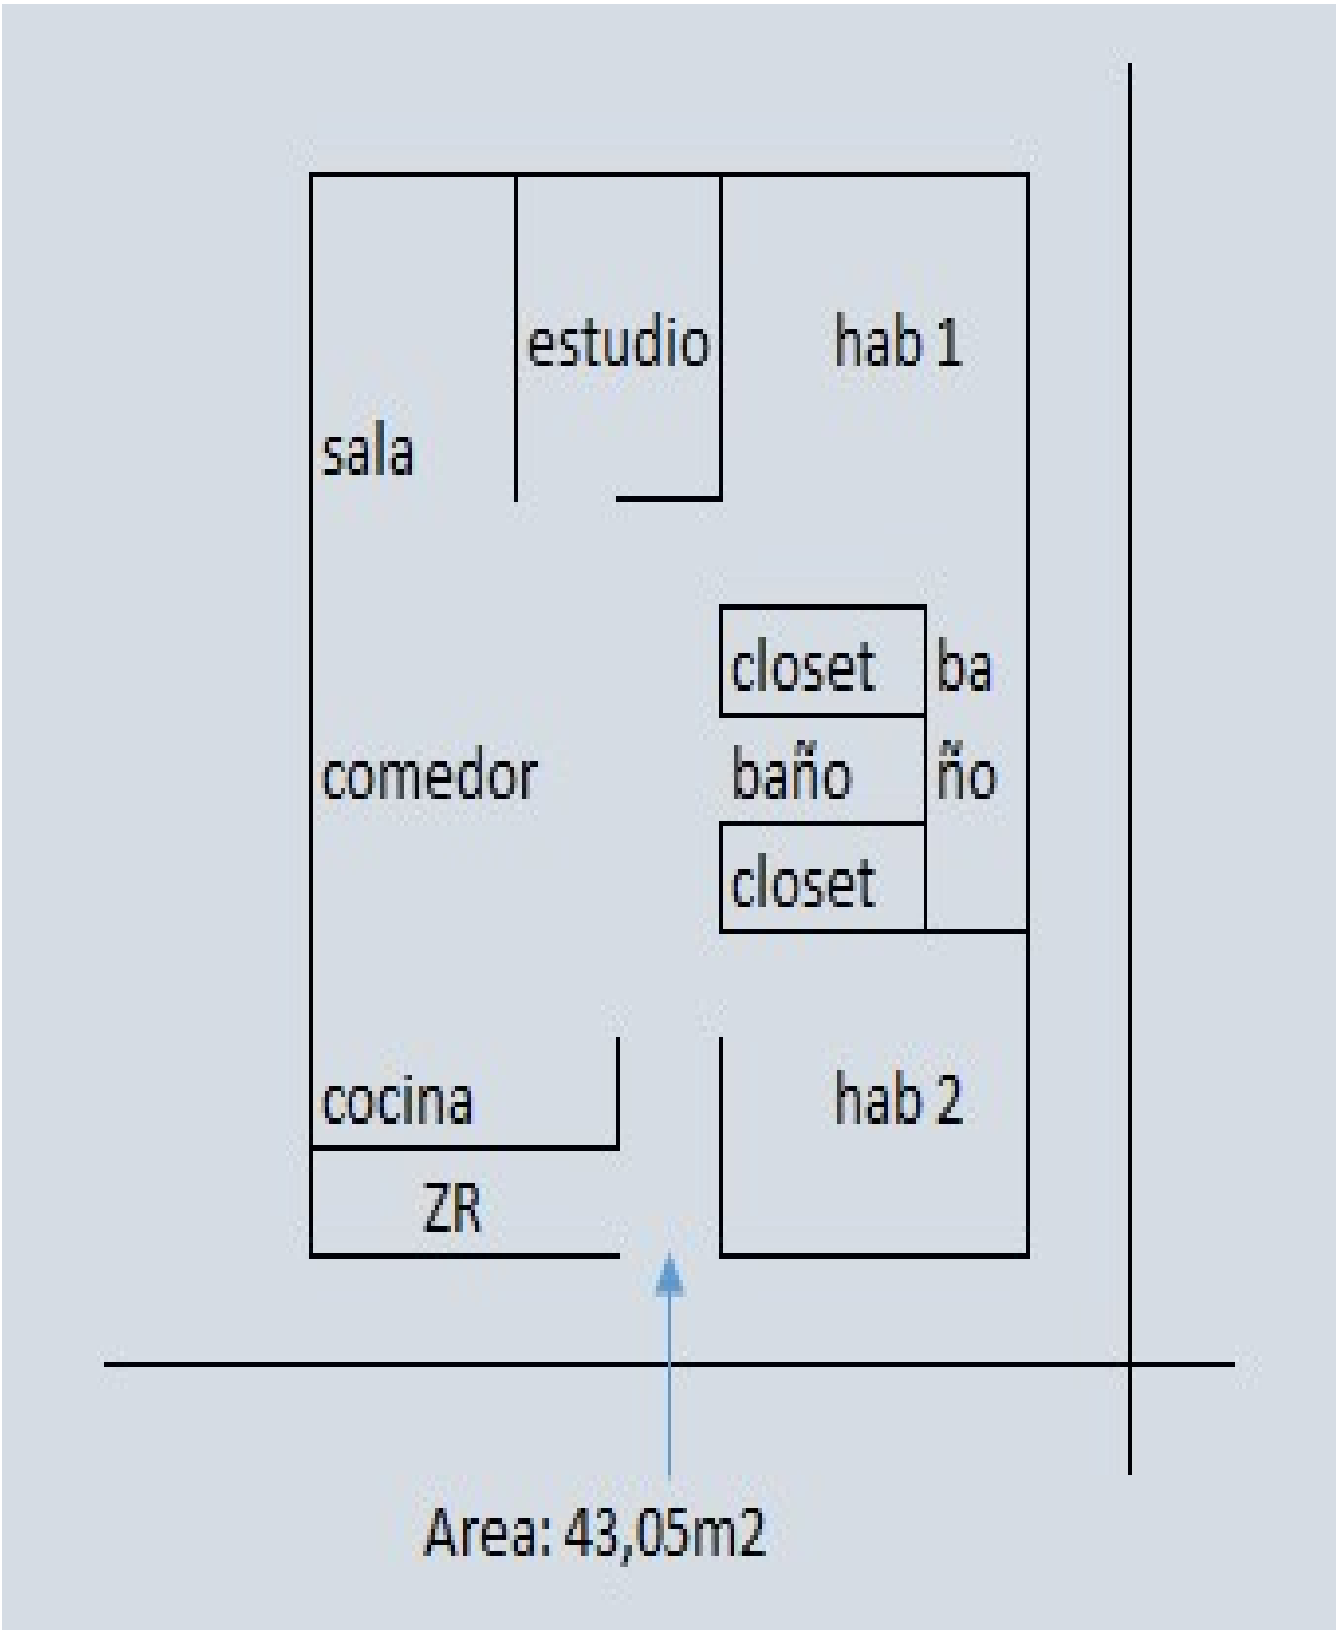 estudio
hab 1
sala
closet
ba
comedor
baño
ño
closet
cocina
hab 2
ZR
Area: 43,05m2